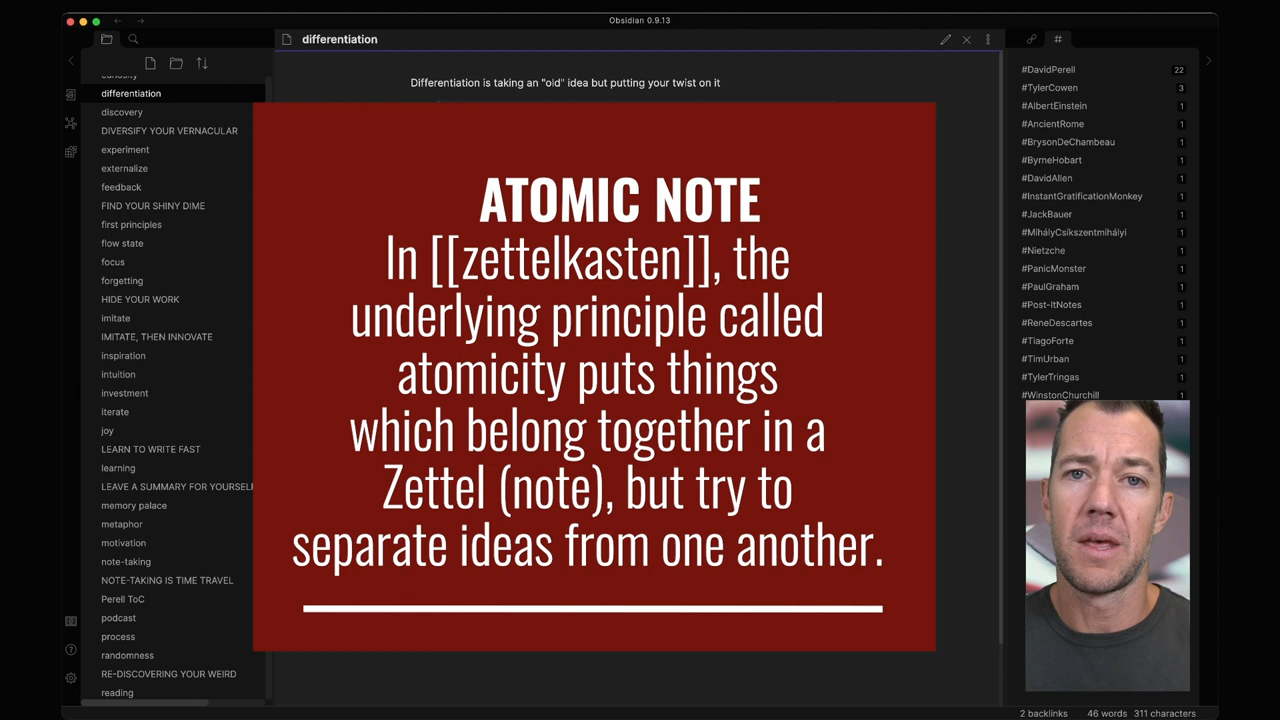 Obsidian 0.9.13
differentiation
Differentiation is taking an "old" idea but putting your twist on it
differentiation
discovery
DIVERSIFY YOUR VERNACULAR
experiment
externalize
feedback
FIND YOUR SHINY DIME
first principles
flow state
focus
forgetting
HIDE YOUR WORK
imitate
IMITATE, THEN INNOVATE
inspiration
intuition
investment
iterate
joy
LEARN TO WRITE FAST
learning
LEAVE A SUMMARY FOR YOURSELF
memory palace
metaphor
motivation
note-taking
NOTE-TAKING IS TIME TRAVEL
Perell ToC
podcast
process
randomness
RE-DISCOVERING YOUR WEIRD
reading
ATOMIC NOTE
In [[zettelkasten]], the
underlying principle called
atomicity puts things
which belong together in a
Zettel (note), but try to
separate ideas from one another.
#DavidPerell 22
#TylerCowen 3
#AlbertEinstein 1
#AncientRome 1
#BrysonDeChambeau 1
#ByrneHobart 1
#DavidAllen 1
#InstantGratificationMonkey 1
#JackBauer 1
#MihályCsíkszentmihályi 1
#Nietzche 1
#PanicMonster 1
#PaulGraham 1
#Post-ItNotes 1
#ReneDescartes 1
#TiagoForte 1
#TimUrban 1
#TylerTringas 1
#WinstonChurchill 1
2 backlinks 46 words 311 characters